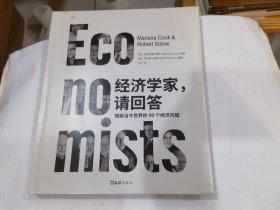 Eco
Mariana Cook &
Robert Solow
no
经济学家，
请回答
理解当今世界的 90 个经济问题
mists